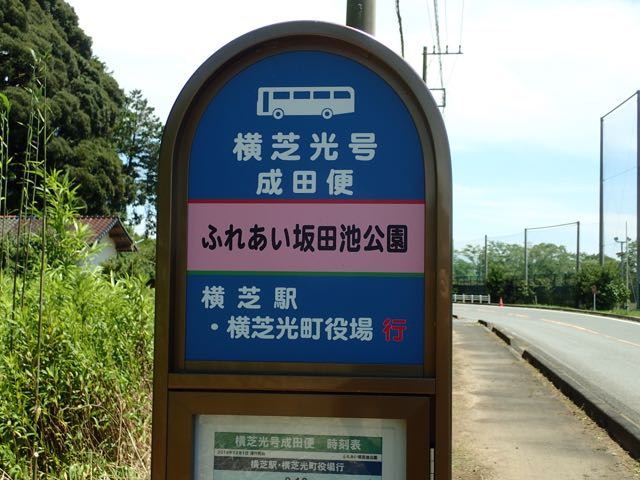 横芝光号
成田便
ふれあい坂田池公園
横芝駅
・横芝光町役場 行
横芝光号成田便 時刻表
横芝駅・横芝光町役場行